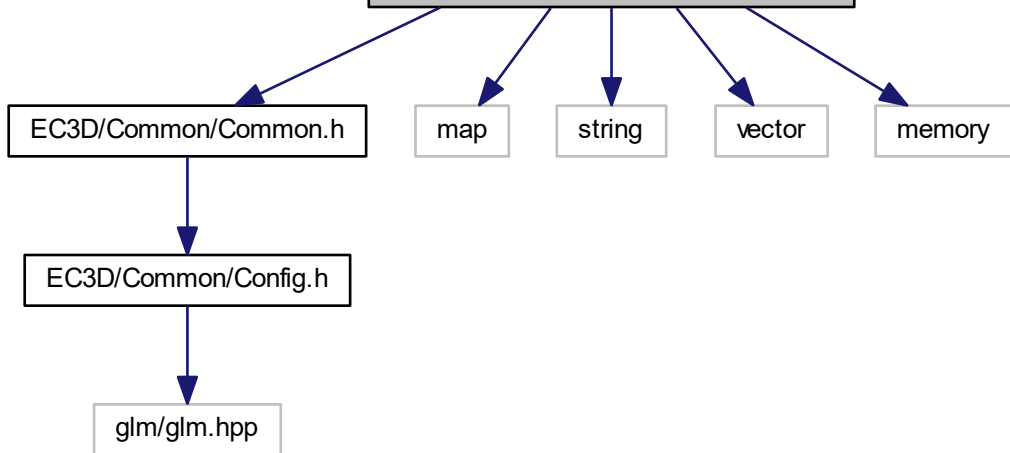 EC3D/Common/Common.h
map
string
vector
memory
EC3D/Common/Config.h
glm/glm.hpp